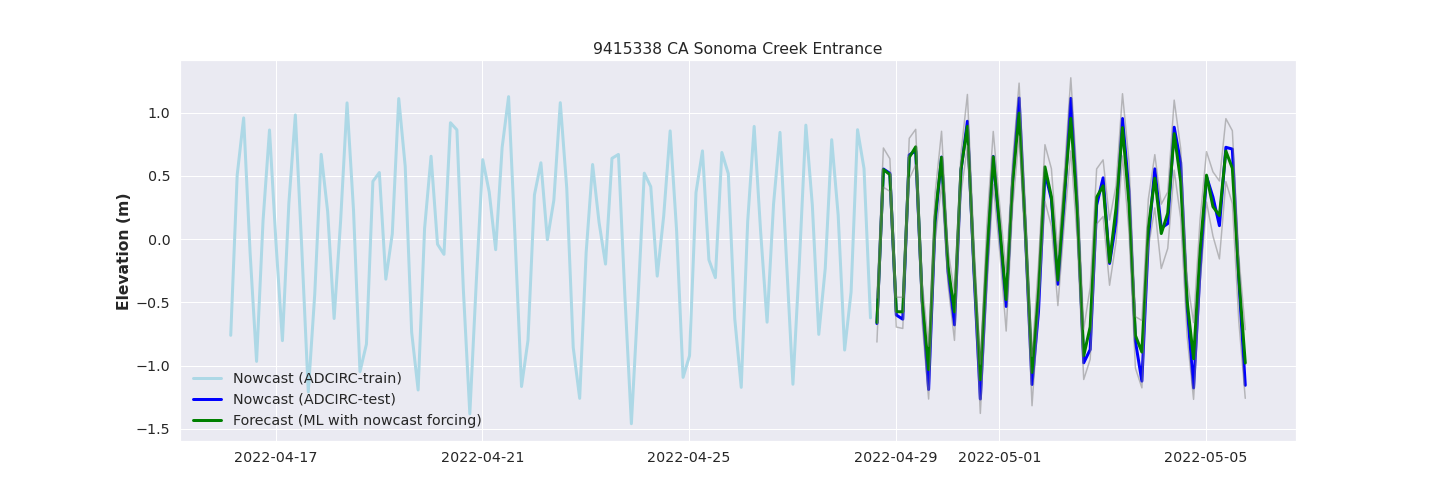 9415338 CA Sonoma Creek Entrance
Elevation (m)
1.0
0.5
0.0
−0.5
−1.0
−1.5
Nowcast (ADCIRC-train)
Nowcast (ADCIRC-test)
Forecast (ML with nowcast forcing)
2022-04-17 2022-04-21 2022-04-25 2022-04-29 2022-05-01 2022-05-05